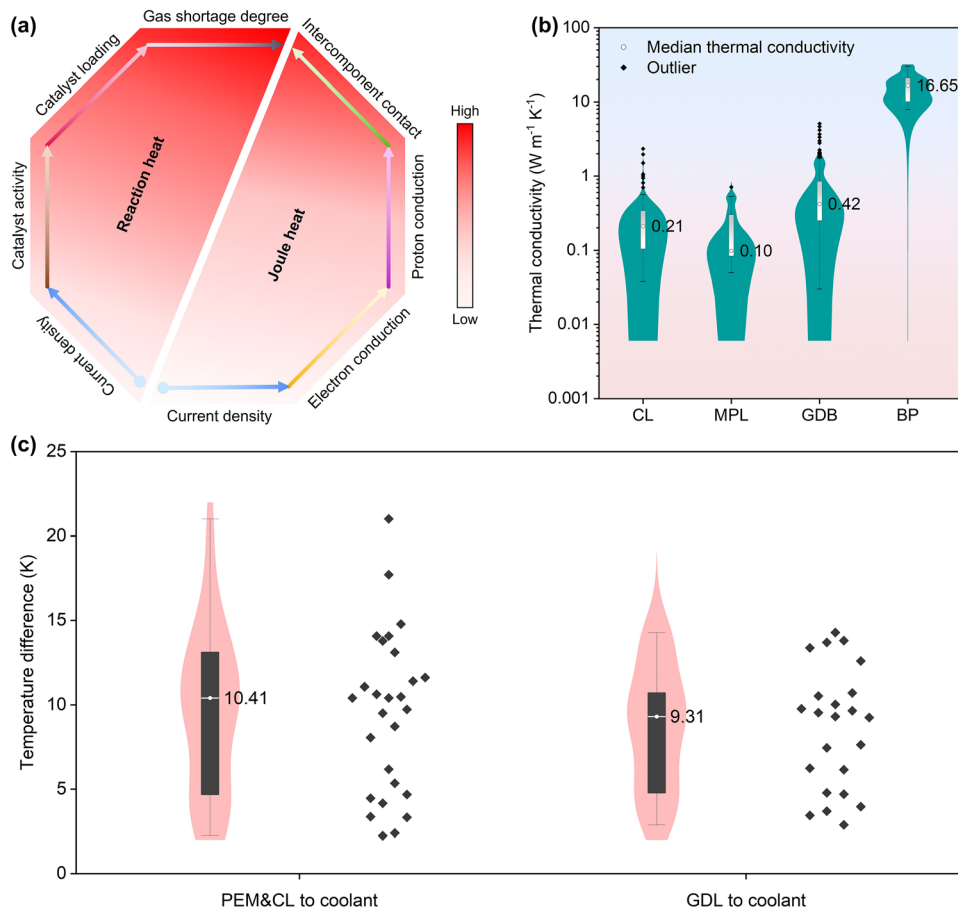 (a)
Gas shortage degree
Catalyst loading
Intercomponent contact
Catalyst activity
Reaction heat
Joule heat
Proton conduction
Current density
Electron conduction
Current density
High
Low
(b)
Median thermal conductivity
Outlier
Thermal conductivity (W m⁻¹ K⁻¹)
100
10
1
0.1
0.01
0.001
0.21
0.10
0.42
16.65
CL MPL GDB BP
(c)
Temperature difference (K)
25
20
15
10
5
0
10.41
9.31
PEM&CL to coolant GDL to coolant